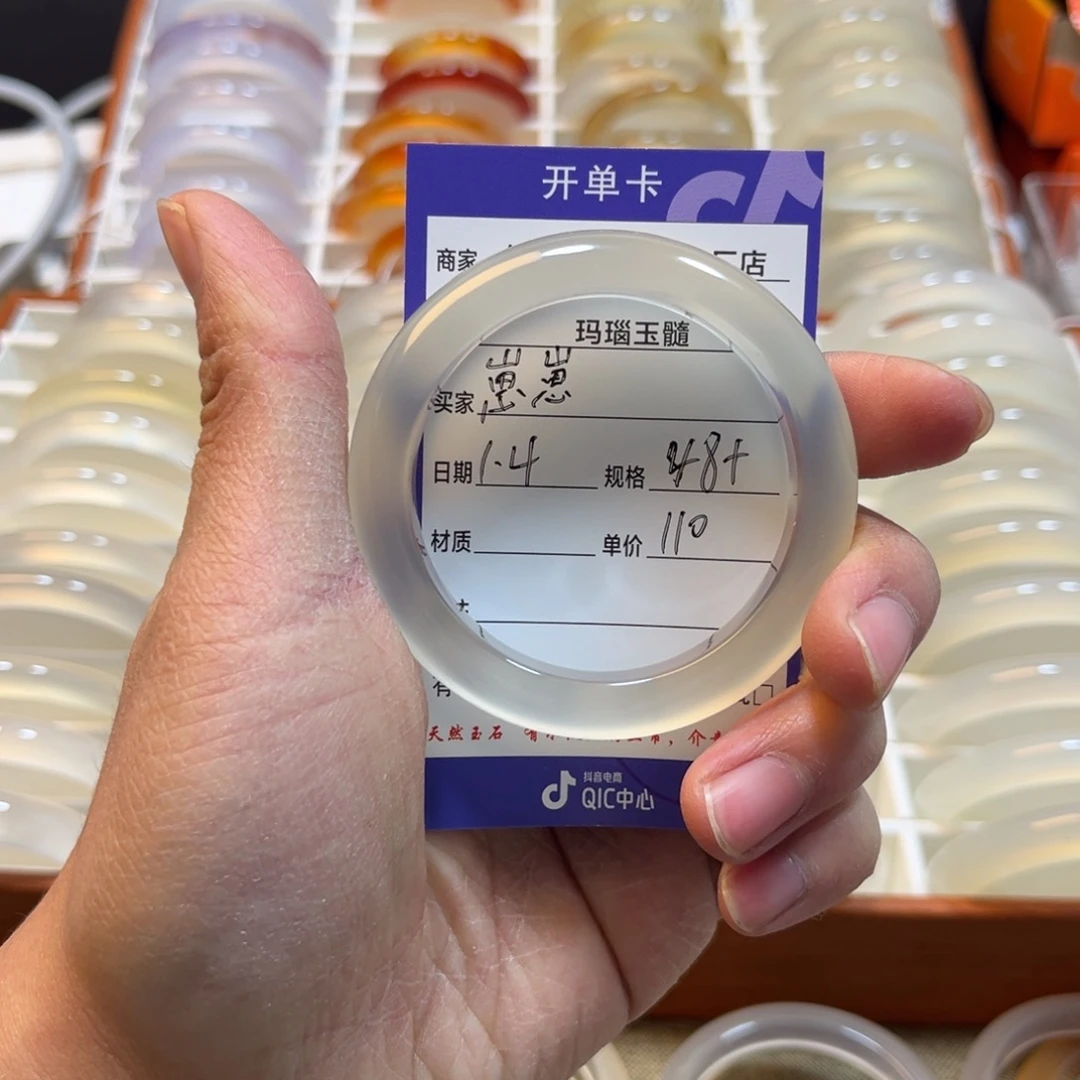 开单卡
商家 厂店
玛瑙玉髓
买家 崽崽
日期 1.4 规格 48+
材质 单价 110
有
天然玉石
抖音电商
QIC中心